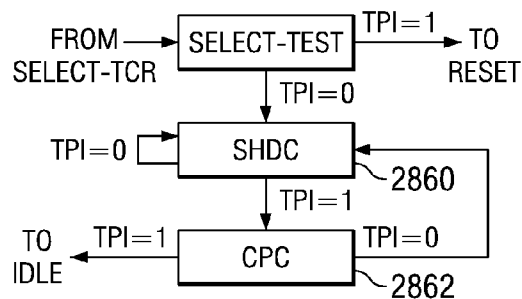 FROM
SELECT-TCR
SELECT-TEST
TPI=1
TO
RESET
TPI=0
TPI=0
SHDC
2860
TPI=1
TO
IDLE
TPI=1
CPC
TPI=0
2862